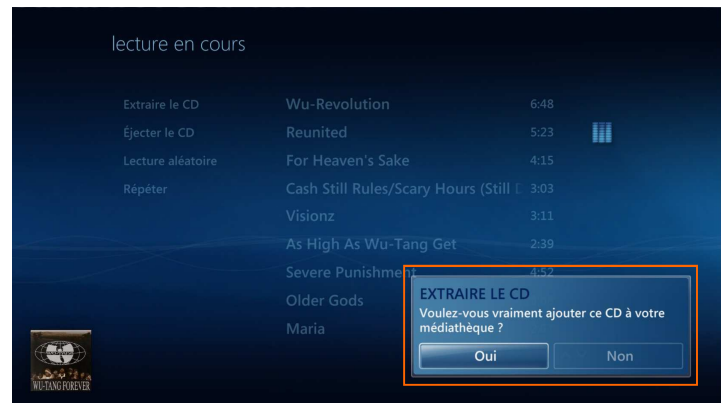 lecture en cours
Extraire le CD
Éjecter le CD
Lecture aléatoire
Répéter
Wu-Revolution 6:48
Reunited 5:23
For Heaven's Sake 4:15
Cash Still Rules/Scary Hours (Still 3:03
Visionz 3:11
As High As Wu-Tang Get 2:39
Severe Punishment 4:52
Older Gods
Maria
EXTRAIRE LE CD
Voulez-vous vraiment ajouter ce CD à votre
médiathèque ?
Oui Non
WU-TANG FOREVER